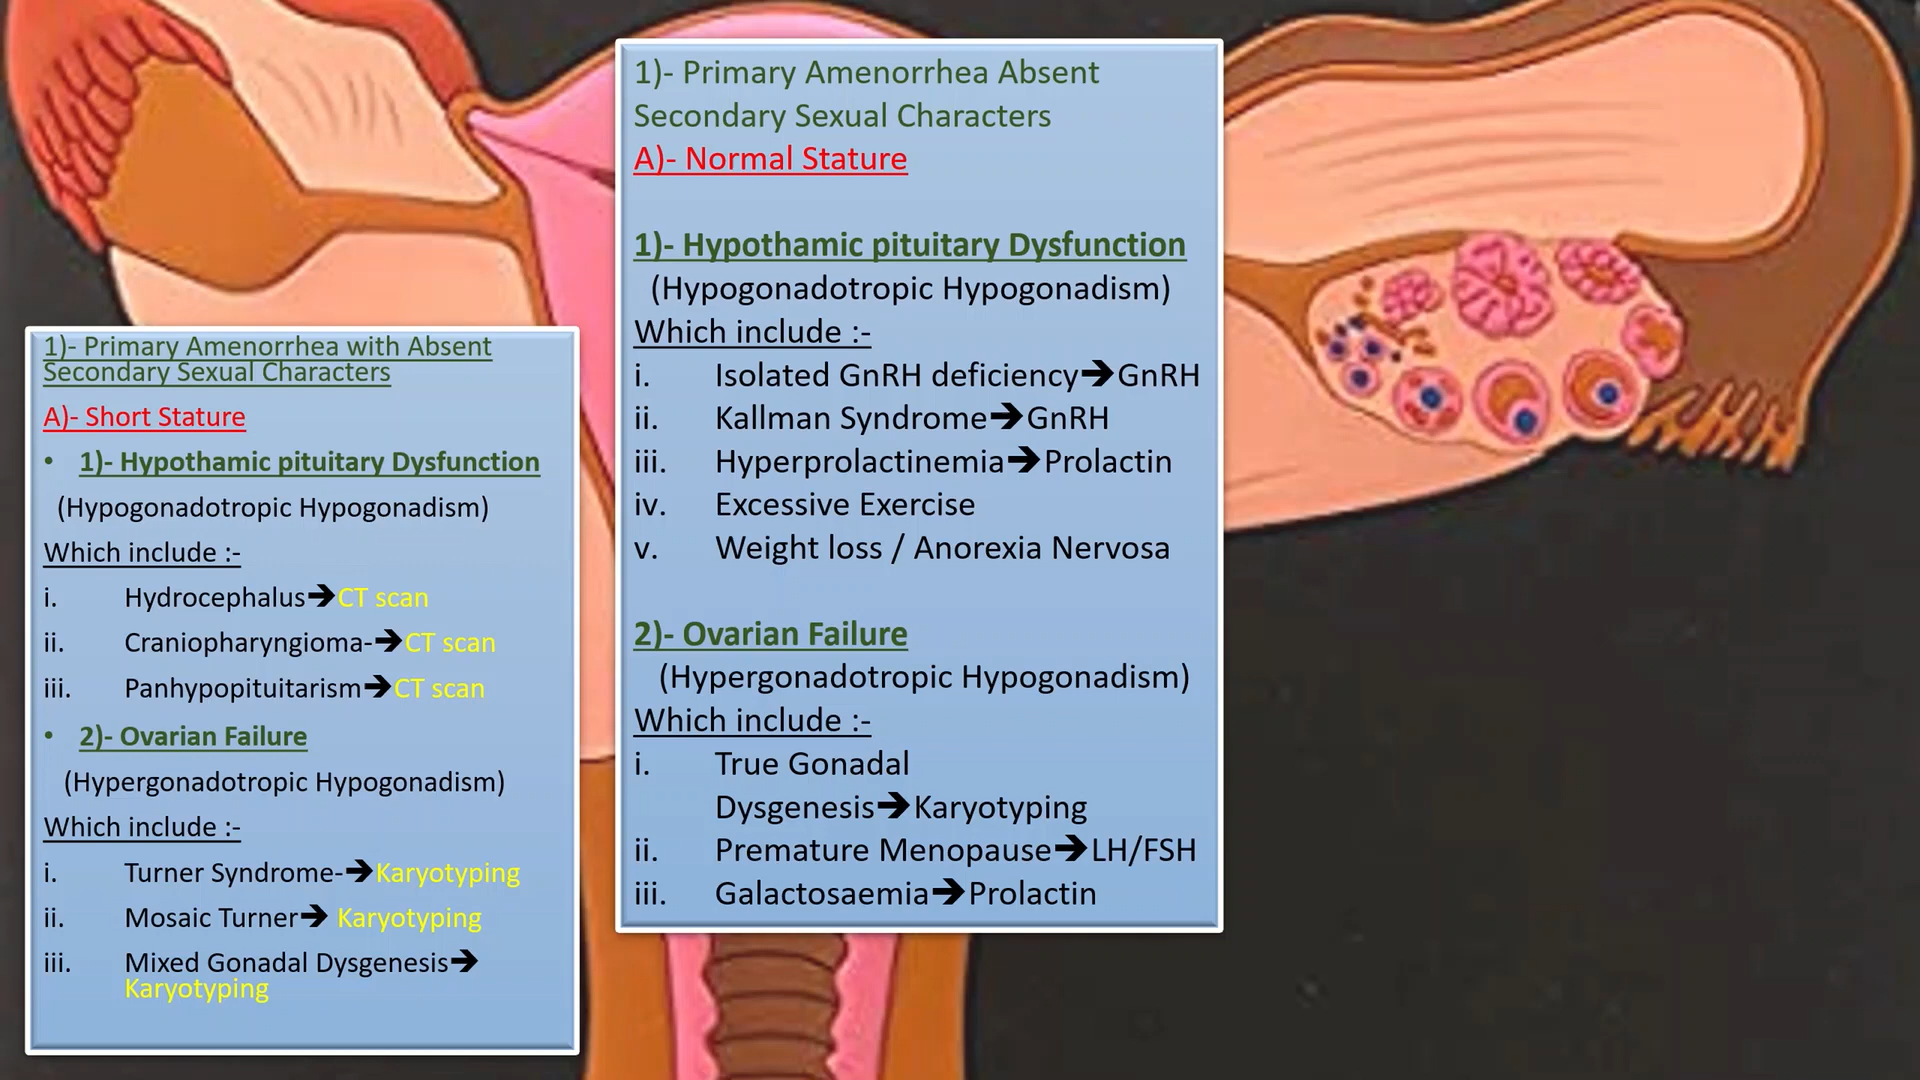 1)- Primary Amenorrhea with Absent
Secondary Sexual Characters
A)- Short Stature
• 1)- Hypothamic pituitary Dysfunction
(Hypogonadotropic Hypogonadism)
Which include :-
i. Hydrocephalus➔CT scan
ii. Craniopharyngioma-➔CT scan
iii. Panhypopituitarism➔CT scan
• 2)- Ovarian Failure
(Hypergonadotropic Hypogonadism)
Which include :-
i. Turner Syndrome-➔Karyotyping
ii. Mosaic Turner➔ Karyotyping
iii. Mixed Gonadal Dysgenesis➔
Karyotyping
1)- Primary Amenorrhea Absent
Secondary Sexual Characters
A)- Normal Stature
1)- Hypothamic pituitary Dysfunction
(Hypogonadotropic Hypogonadism)
Which include :-
i. Isolated GnRH deficiency➔GnRH
ii. Kallman Syndrome➔GnRH
iii. Hyperprolactinemia➔Prolactin
iv. Excessive Exercise
v. Weight loss / Anorexia Nervosa
2)- Ovarian Failure
(Hypergonadotropic Hypogonadism)
Which include :-
i. True Gonadal
Dysgenesis➔Karyotyping
ii. Premature Menopause➔LH/FSH
iii. Galactosaemia➔Prolactin